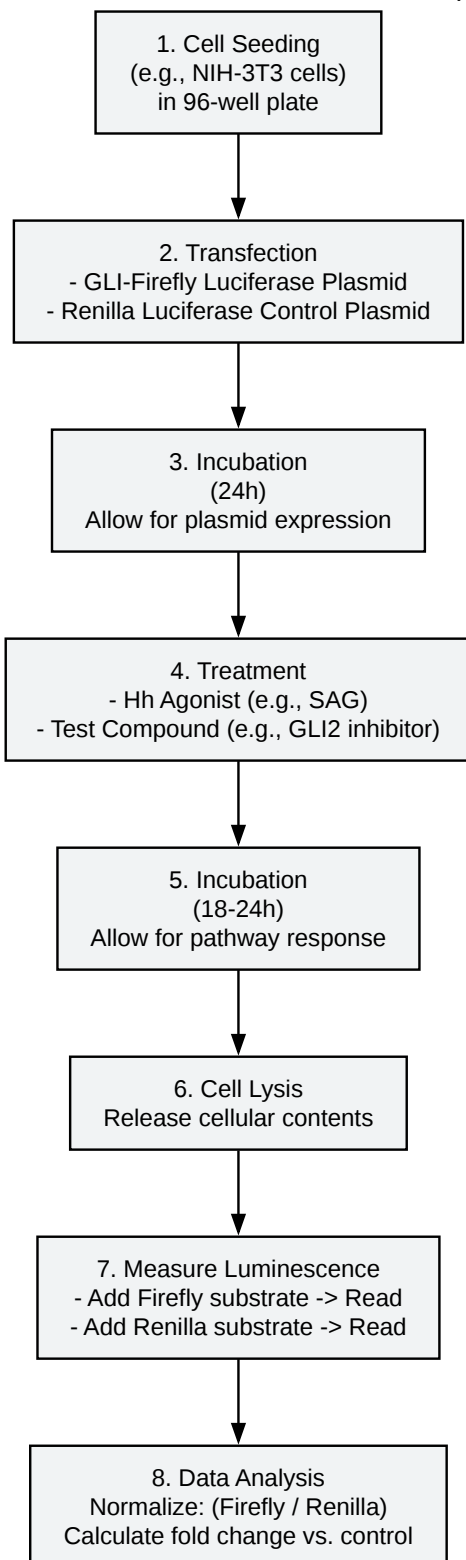 1. Cell Seeding
(e.g., NIH-3T3 cells)
in 96-well plate
2. Transfection
- GLI-Firefly Luciferase Plasmid
- Renilla Luciferase Control Plasmid
3. Incubation
(24h)
Allow for plasmid expression
4. Treatment
- Hh Agonist (e.g., SAG)
- Test Compound (e.g., GLI2 inhibitor)
5. Incubation
(18-24h)
Allow for pathway response
6. Cell Lysis
Release cellular contents
7. Measure Luminescence
- Add Firefly substrate -> Read
- Add Renilla substrate -> Read
8. Data Analysis
Normalize: (Firefly / Renilla)
Calculate fold change vs. control